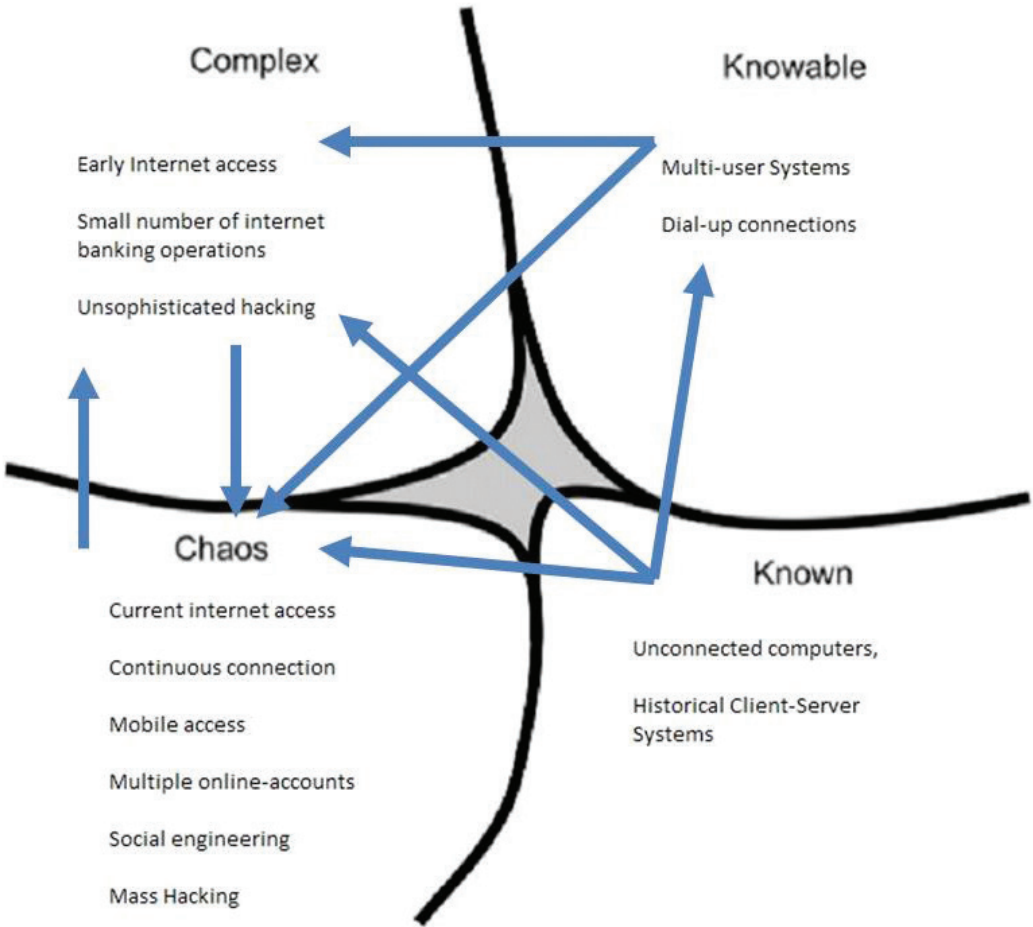 Complex
Early Internet access
Small number of internet
banking operations
Unsophisticated hacking
Knowable
Multi-user Systems
Dial-up connections
Chaos
Current internet access
Continuous connection
Mobile access
Multiple online-accounts
Social engineering
Mass Hacking
Known
Unconnected computers,
Historical Client-Server
Systems